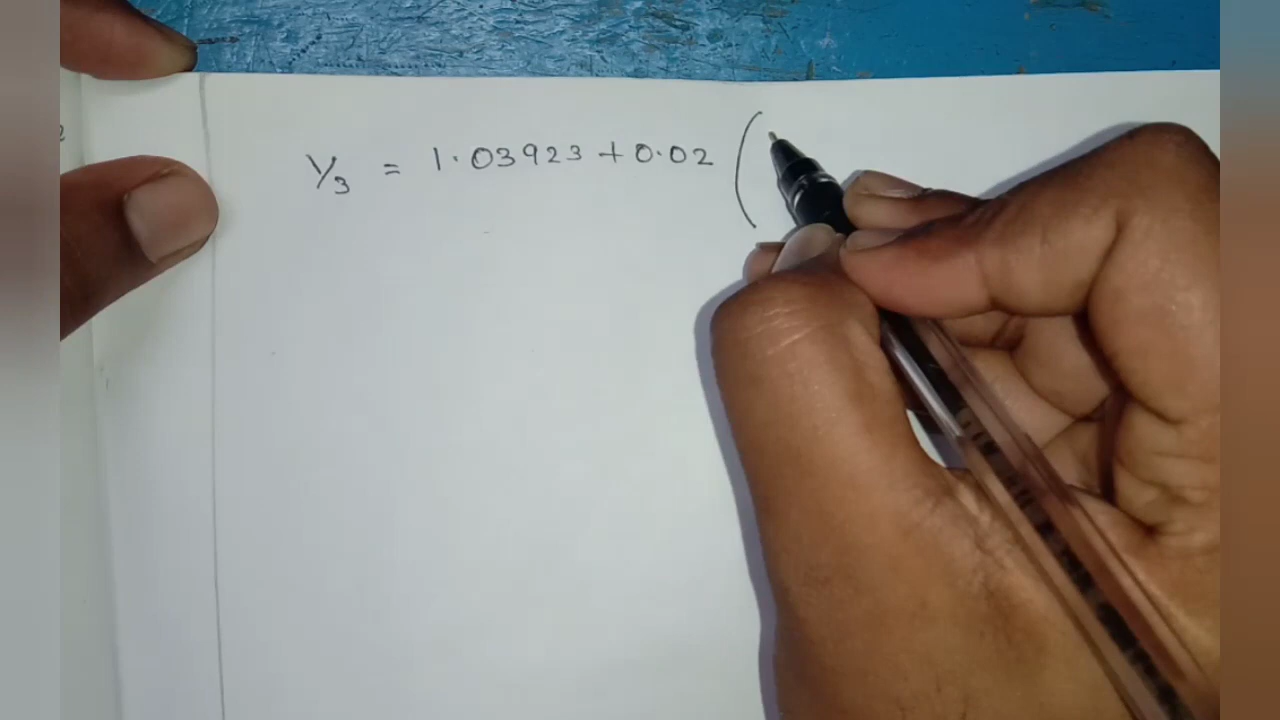 y₃ = 1.03923 + 0.02 (